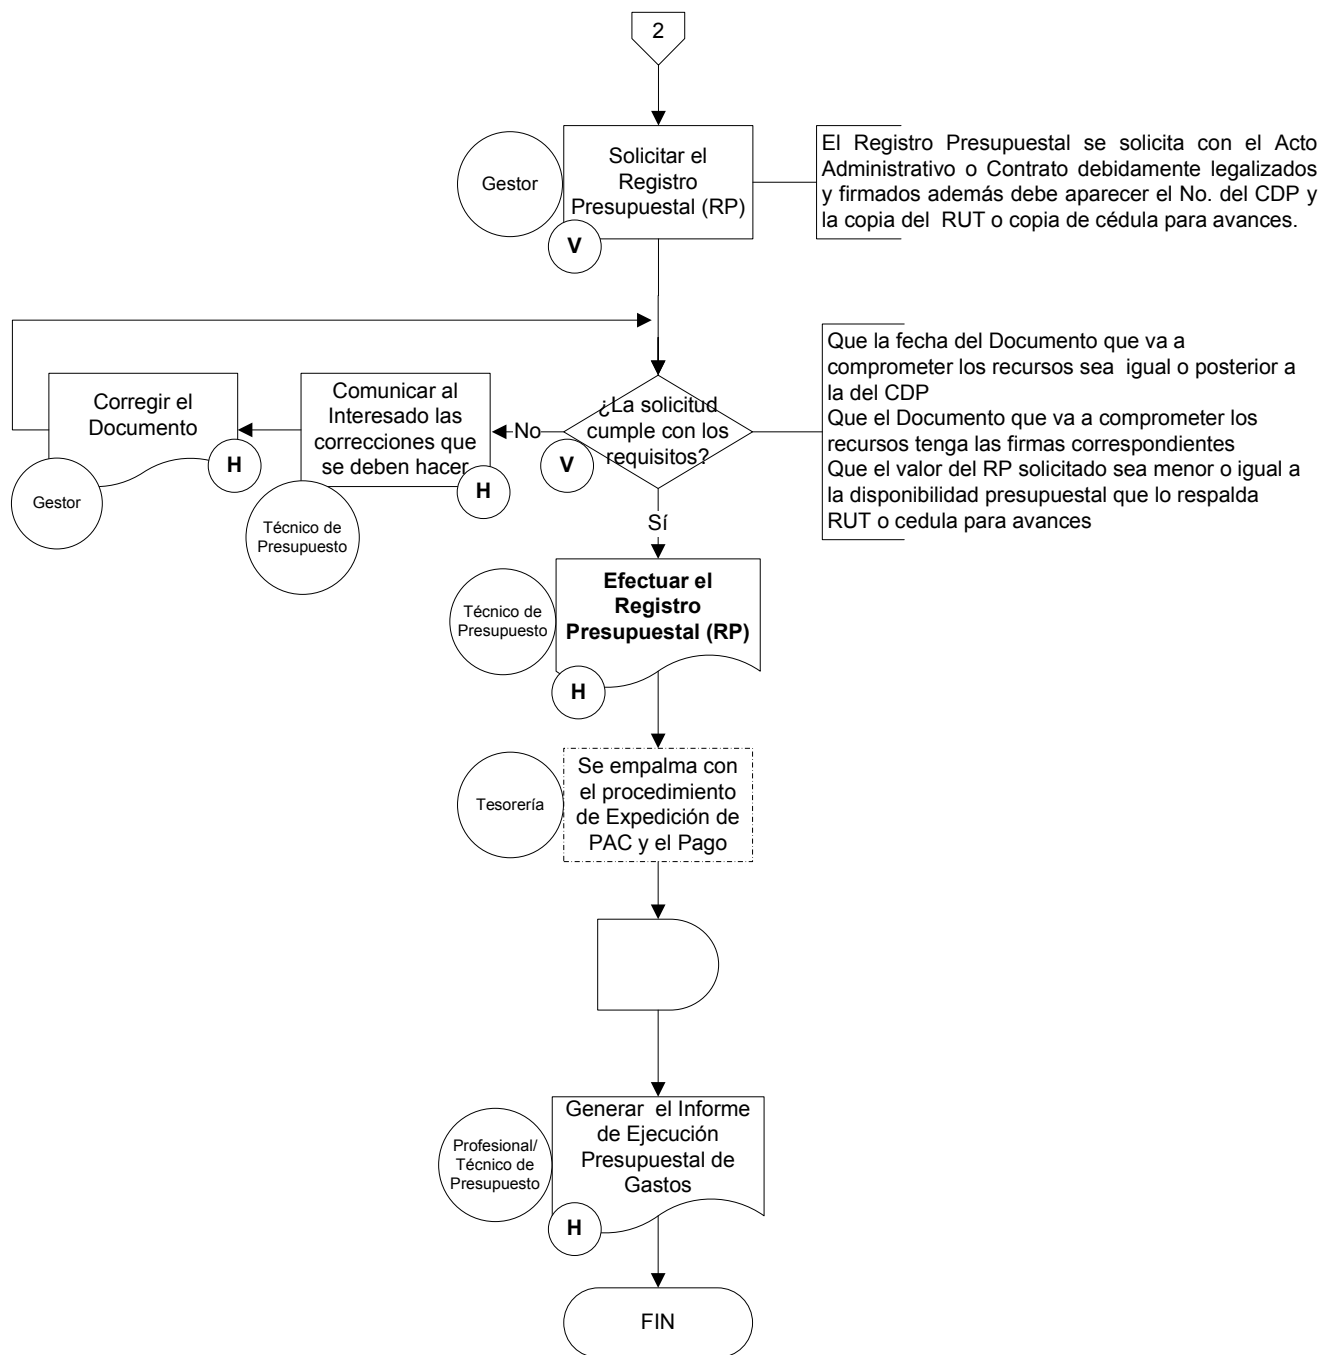 2
Gestor
Solicitar el
Registro
Presupuestal (RP)
V
El Registro Presupuestal se solicita con el Acto
Administrativo o Contrato debidamente legalizados
y firmados además debe aparecer el No. del CDP y
la copia del RUT o copia de cédula para avances.
Corregir el
Documento
H
Gestor
Comunicar al
Interesado las
correcciones que
se deben hacer
H
Técnico de
Presupuesto
No
¿La solicitud
cumple con los
requisitos?
V
Sí
Que la fecha del Documento que va a
comprometer los recursos sea igual o posterior a
la del CDP
Que el Documento que va a comprometer los
recursos tenga las firmas correspondientes
Que el valor del RP solicitado sea menor o igual a
la disponibilidad presupuestal que lo respalda
RUT o cedula para avances
Técnico de
Presupuesto
Efectuar el
Registro
Presupuestal (RP)
H
Tesorería
Se empalma con
el procedimiento
de Expedición de
PAC y el Pago
Profesional/
Técnico de
Presupuesto
Generar el Informe
de Ejecución
Presupuestal de
Gastos
H
FIN